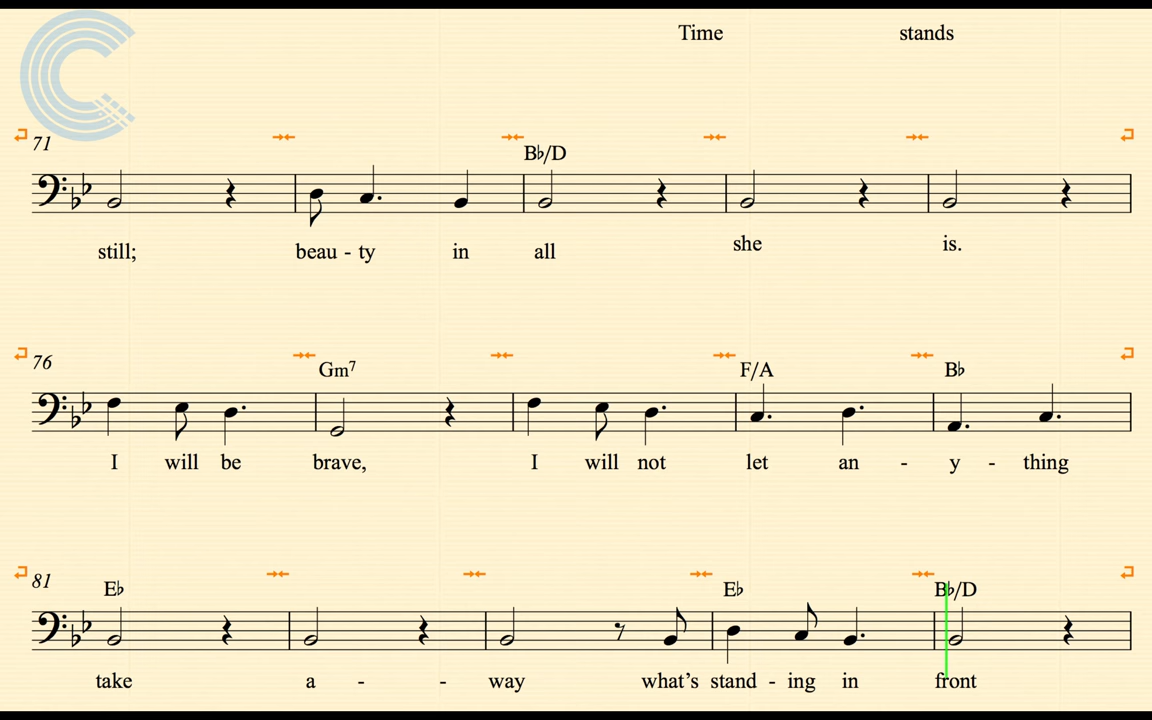 Time stands
71
B♭/D
still; beau - ty in all she is.
76
Gm7 F/A B♭
I will be brave, I will not let an - y - thing
81
E♭ E♭ B♭/D
take a - - way what's stand - ing in front